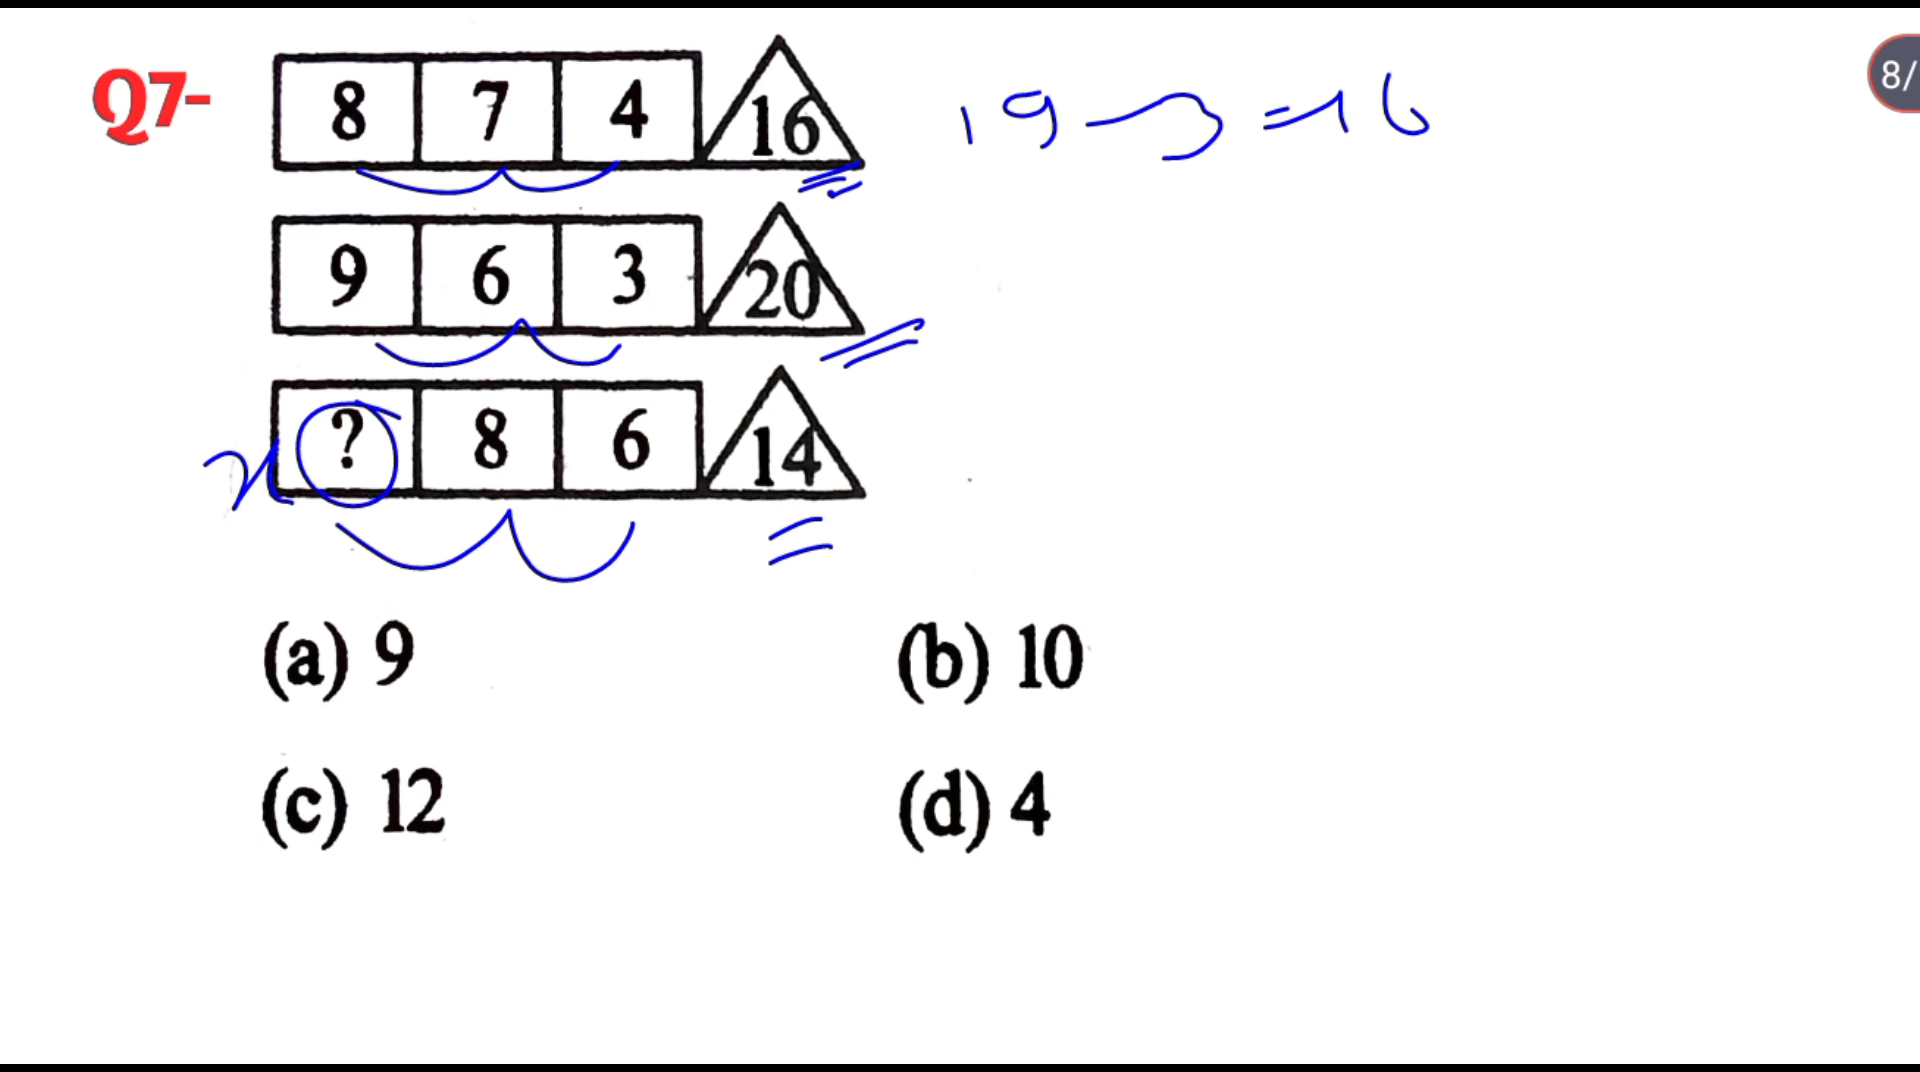 Q7- 8 7 4 16 19-3=16
9 6 3 20
x ? 8 6 14
(a) 9 (b) 10
(c) 12 (d) 4
8/